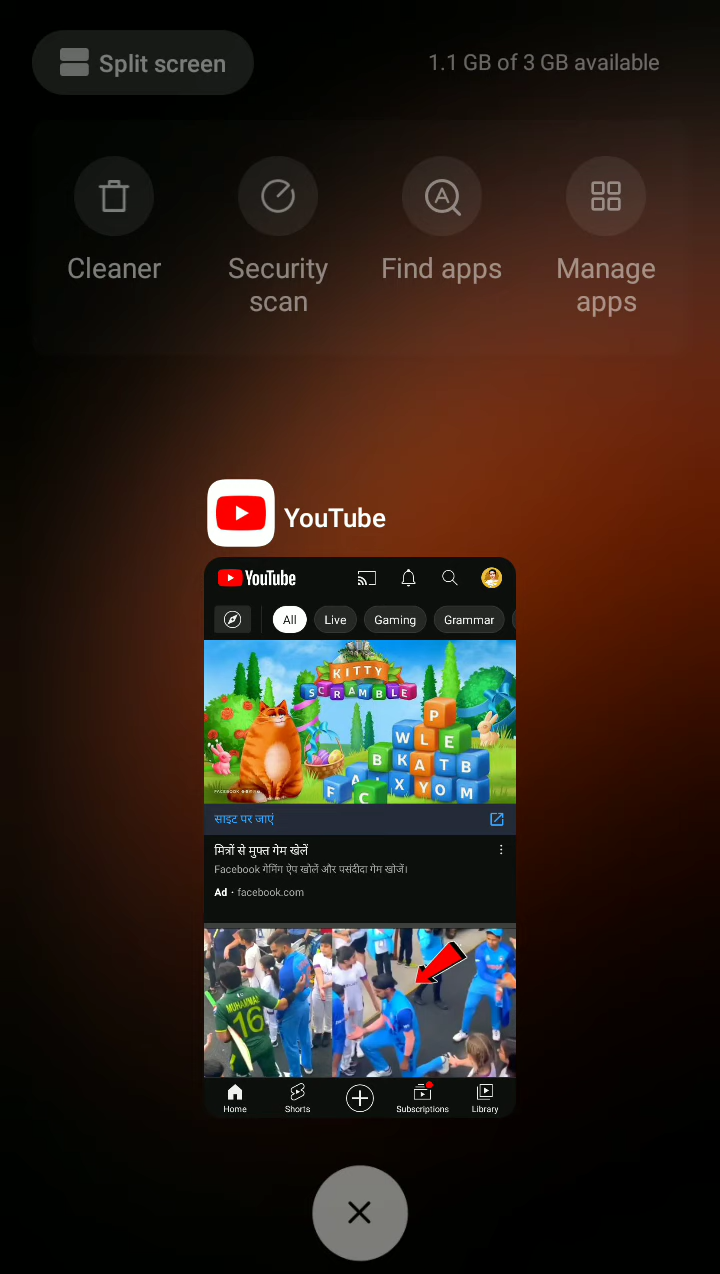 Split screen
1.1 GB of 3 GB available
Cleaner
Security
scan
Find apps
Manage
apps
YouTube
YouTube
All
Live
Gaming
Grammar
KITTY
SCRAMBLE
P
W L E
B K A T B
F A C X Y O M
साइट पर जाएं
मित्रों से मुफ्त गेम खेलें
Facebook गेमिंग ऐप खोलें और पसंदीदा गेम खोजें।
Ad · facebook.com
16
Home
Shorts
Subscriptions
Library